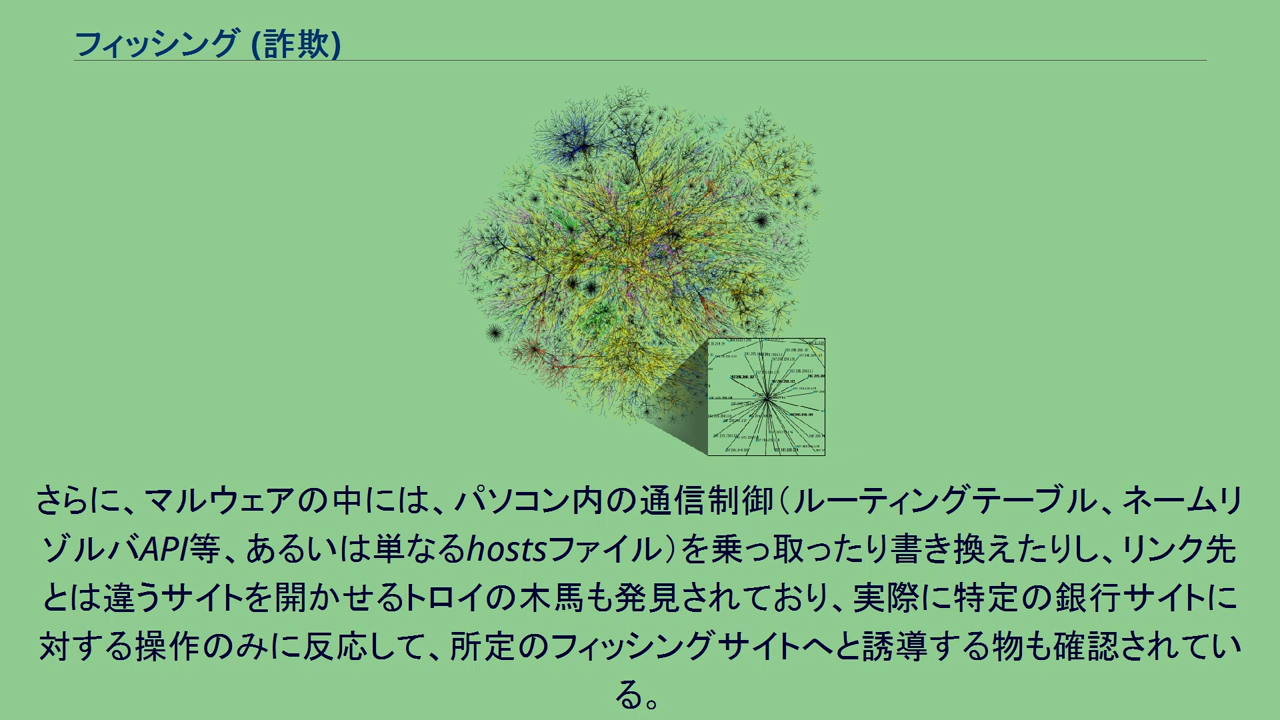 フィッシング (詐欺)
さらに、マルウェアの中には、パソコン内の通信制御（ルーティングテーブル、ネームリ
ゾルバAPI等、あるいは単なるhostsファイル）を乗っ取ったり書き換えたりし、リンク先
とは違うサイトを開かせるトロイの木馬も発見されており、実際に特定の銀行サイトに
対する操作のみに反応して、所定のフィッシングサイトへと誘導する物も確認されてい
る。